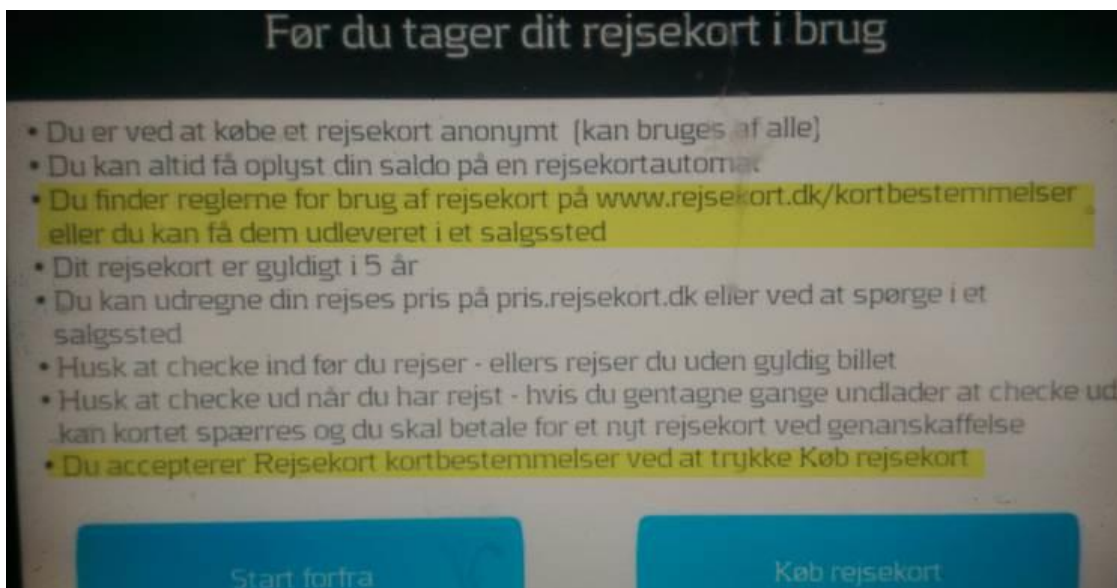 Før du tager dit rejsekort i brug
• Du er ved at købe et rejsekort anonymt (kan bruges af alle)
• Du kan altid få oplyst din saldo på en rejsekortautomat
• Du finder reglerne for brug af rejsekort på www.rejsekort.dk/kortbestemmelser
eller du kan få dem udleveret i et salgssted
• Dit rejsekort er gyldigt i 5 år
• Du kan udregne din rejses pris på pris.rejsekort.dk eller ved at spørge i et
salgssted
• Husk at checke ind før du rejser - ellers rejser du uden gyldig billet
• Husk at checke ud når du har rejst - hvis du gentagne gange undlader at checke ud
kan kortet spærres og du skal betale for et nyt rejsekort ved genanskaffelse
• Du accepterer Rejsekort kortbestemmelser ved at trykke Køb rejsekort
Start forfra
Køb rejsekort